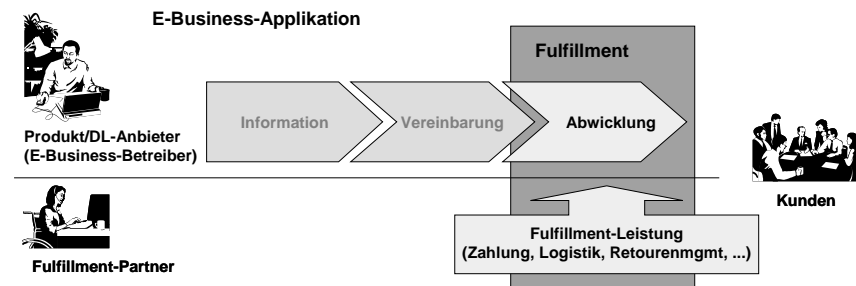 E-Business-Applikation
Fulfillment
Information
Vereinbarung
Abwicklung
Produkt/DL-Anbieter
(E-Business-Betreiber)
Kunden
Fulfillment-Leistung
(Zahlung, Logistik, Retourenmgmt, ...)
Fulfillment-Partner